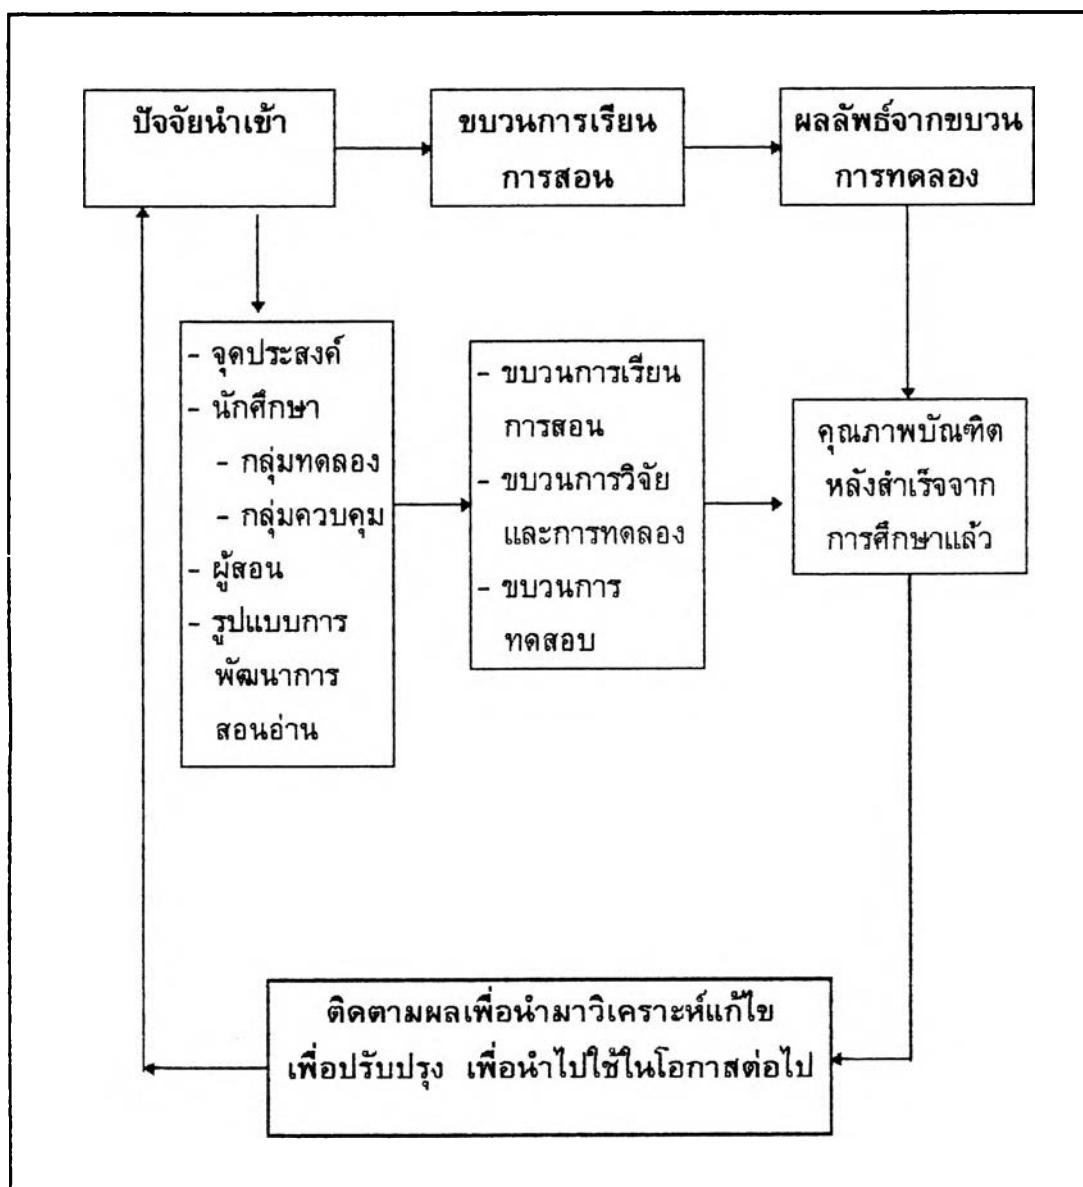 ปัจจัยนำเข้า
ขบวนการเรียน
การสอน
ผลลัพธ์จากขบวน
การทดลอง
- จุดประสงค์
- นักศึกษา
- กลุ่มทดลอง
- กลุ่มควบคุม
- ผู้สอน
- รูปแบบการ
พัฒนาการ
สอนอ่าน
- ขบวนการเรียน
การสอน
- ขบวนการวิจัย
และการทดลอง
- ขบวนการ
ทดสอบ
คุณภาพบัณฑิต
หลังสำเร็จจาก
การศึกษาแล้ว
ติดตามผลเพื่อนำมาวิเคราะห์แก้ไข
เพื่อปรับปรุง เพื่อนำไปใช้ในโอกาสต่อไป